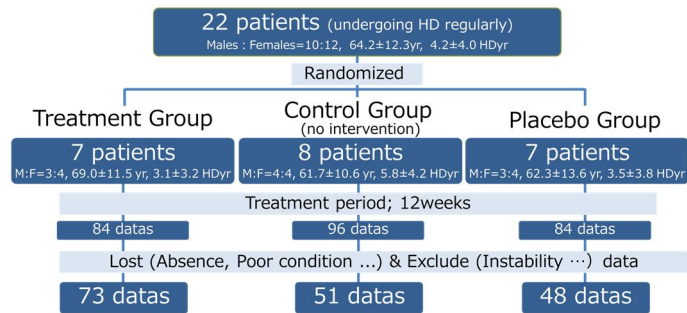 22 patients (undergoing HD regularly)
Males : Females=10:12, 64.2±12.3yr, 4.2±4.0 HDyr
Randomized
Treatment Group
Control Group
(no intervention)
Placebo Group
7 patients
M:F=3:4, 69.0±11.5 yr, 3.1±3.2 HDyr
8 patients
M:F=4:4, 61.7±10.6 yr, 5.8±4.2 HDyr
7 patients
M:F=3:4, 62.3±13.6 yr, 3.5±3.8 HDyr
Treatment period; 12weeks
84 datas
96 datas
84 datas
Lost (Absence, Poor condition ...) & Exclude (Instability ⋯) data
73 datas
51 datas
48 datas